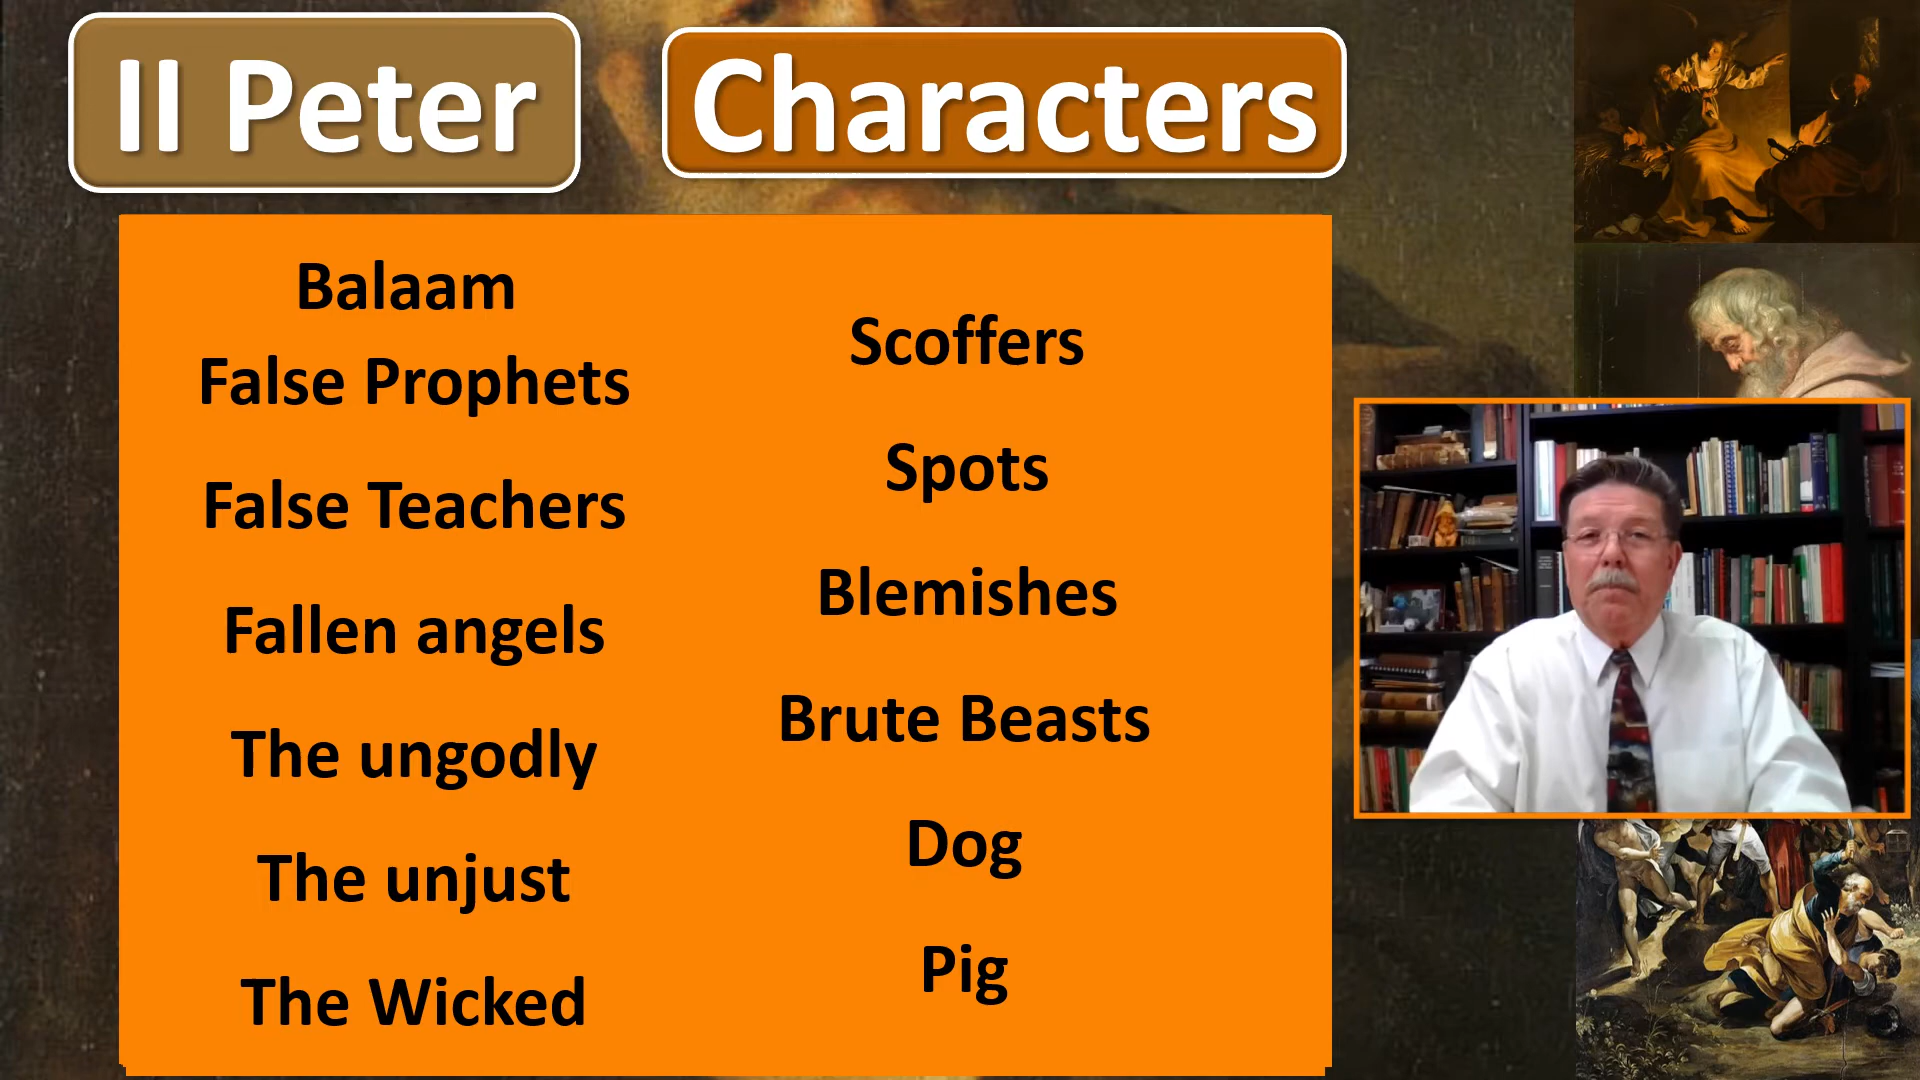 II Peter
Characters
Balaam
False Prophets
False Teachers
Fallen angels
The ungodly
The unjust
The Wicked
Scoffers
Spots
Blemishes
Brute Beasts
Dog
Pig